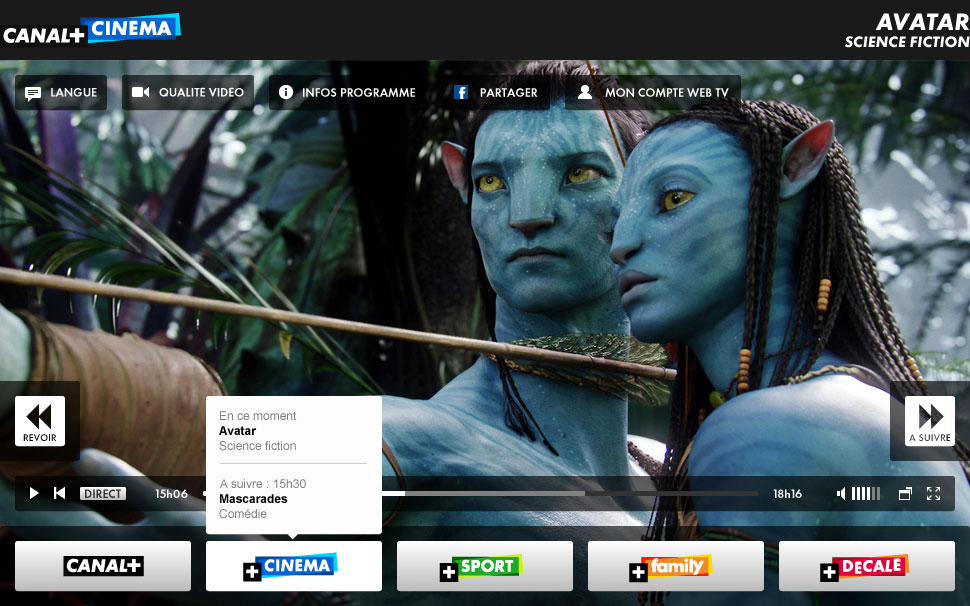 CANAL+ CINEMA
AVATAR
SCIENCE FICTION
LANGUE
QUALITE VIDEO
INFOS PROGRAMME
f PARTAGER
MON COMPTE WEB TV
REVOIR
A SUIVRE
En ce moment
Avatar
Science fiction
A suivre : 15h30
Mascarades
Comédie
DIRECT
15h06
18h16
CANAL+
+CINEMA
+SPORT
+family
+DECALE